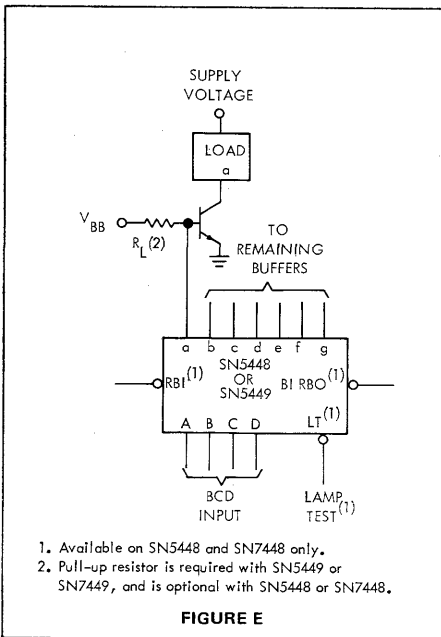 SUPPLY
VOLTAGE
LOAD
a
V_BB
R_L(2)
TO
REMAINING
BUFFERS
a b c d e f g
SN5448
OR
SN5449
RBI(1)
BI RBO(1)
LT(1)
A B C D
BCD
INPUT
LAMP
TEST(1)
1. Available on SN5448 and SN7448 only.
2. Pull-up resistor is required with SN5449 or
SN7449, and is optional with SN5448 or SN7448.
FIGURE E